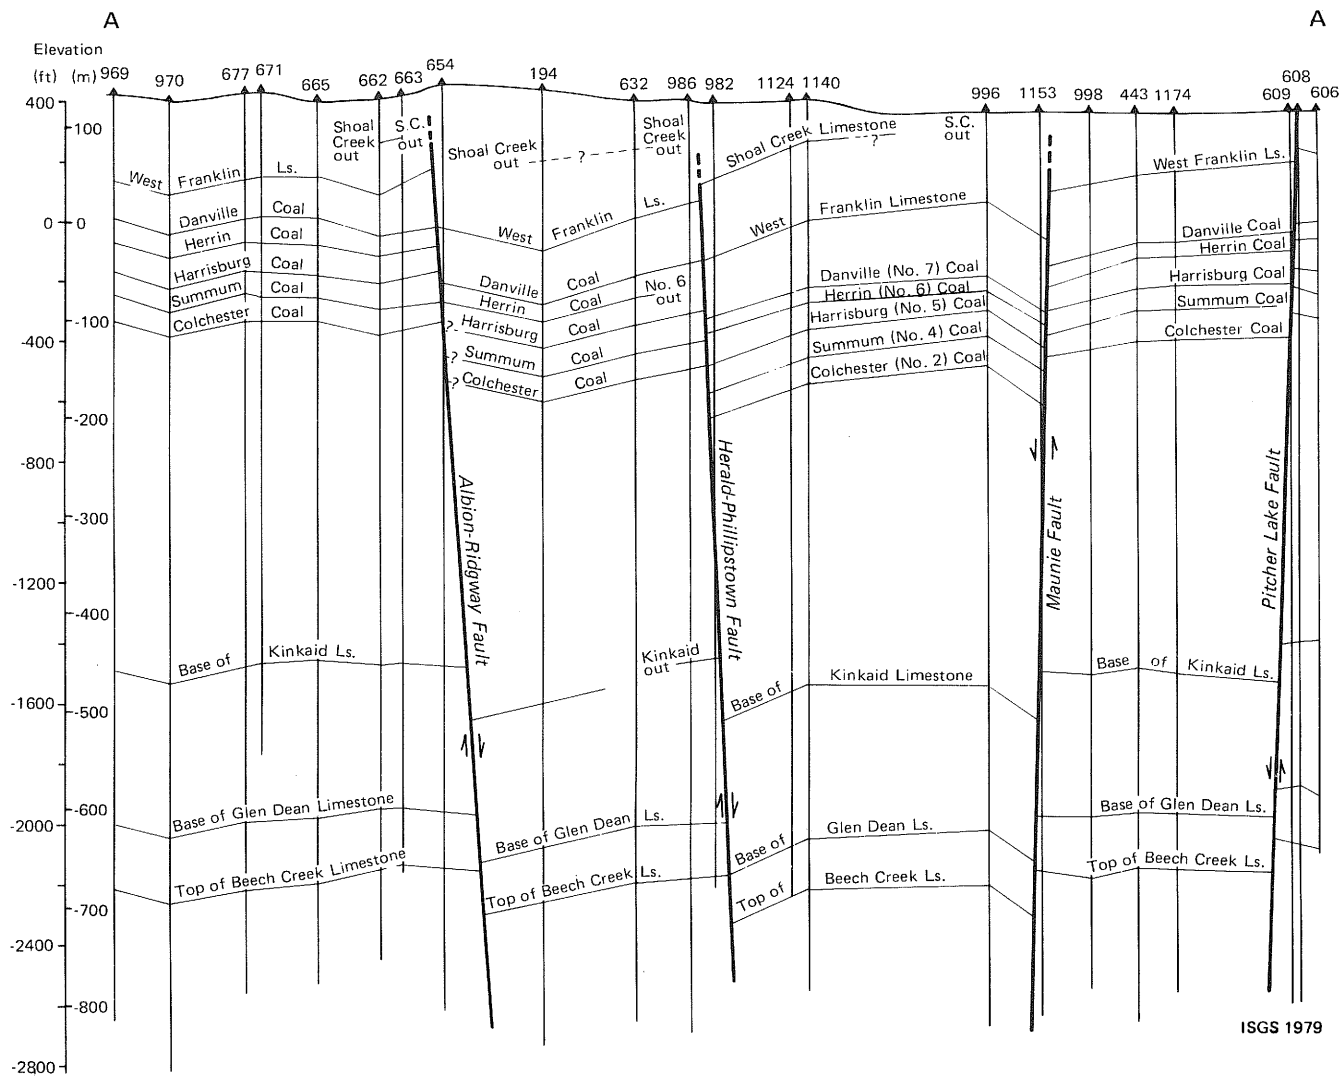 A A
Elevation
(ft) (m)
969 970 677 671 665 662 663 654 194 632 986 982 1124 1140 996 1153 998 443 1174 609 608 606
400
100
0 0
-100
-400
-200
-800
-300
-1200
-400
-1600
-500
-600
-2000
-700
-2400
-800
-2800
Shoal
Creek
out
S.C.
out
Shoal Creek
out
?
Shoal
Creek
out
Shoal Creek Limestone
?
S.C.
out
West Franklin Ls.
Danville Coal
Herrin Coal
Harrisburg Coal
Summum Coal
Colchester Coal
West Franklin Ls.
Danville Coal
Herrin Coal
No. 6
out
?
Harrisburg
? Summum Coal
? Colchester Coal
West Franklin Limestone
Danville (No. 7) Coal
Herrin (No. 6) Coal
Harrisburg (No. 5) Coal
Summum (No. 4) Coal
Colchester (No. 2) Coal
West Franklin Ls.
Danville Coal
Herrin Coal
Harrisburg Coal
Summum Coal
Colchester Coal
Albion-Ridgway Fault
Herald-Phillipstown Fault
Maunie Fault
Pitcher Lake Fault
Base of Kinkaid Ls.
Kinkaid
out
Base of Kinkaid Limestone
Base of Kinkaid Ls.
Base of Glen Dean Limestone
Base of Glen Dean Ls.
Base of Glen Dean Ls.
Base of Glen Dean Ls.
Top of Beech Creek Limestone
Top of Beech Creek Ls.
Top of Beech Creek Ls.
Top of Beech Creek Ls.
ISGS 1979